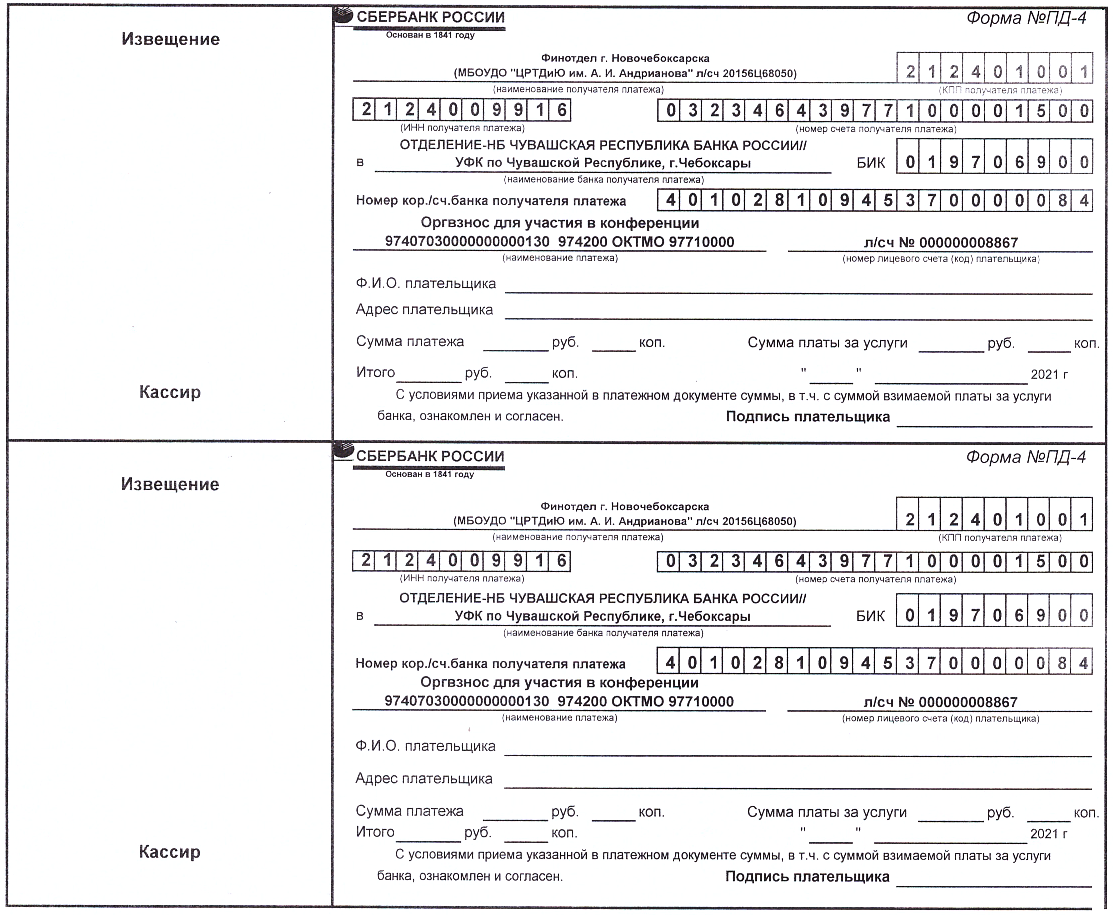 СБЕРБАНК РОССИИ
Основан в 1841 году
Форма №ПД-4
Извещение
Финотдел г. Новочебоксарска
(МБОУДО "ЦРТДиЮ им. А. И. Андрианова" л/сч 20156Ц68050) 212401001
(наименование получателя платежа) (КПП получателя платежа)
2124009916 03234643977100001500
(ИНН получателя платежа) (номер счета получателя платежа)
ОТДЕЛЕНИЕ-НБ ЧУВАШСКАЯ РЕСПУБЛИКА БАНКА РОССИИ//
в УФК по Чувашской Республике, г.Чебоксары БИК 019706900
(наименование банка получателя платежа)
Номер кор./сч.банка получателя платежа 40102810945370000084
Оргвзнос для участия в конференции
97407030000000000130 974200 ОКТМО 97710000 л/сч № 000000008867
(наименование платежа) (номер лицевого счета (код) плательщика)
Ф.И.О. плательщика
Адрес плательщика
Сумма платежа руб. коп. Сумма платы за услуги руб. коп.
Итого руб. коп. " " 2021 г
Кассир
С условиями приема указанной в платежном документе суммы, в т.ч. с суммой взимаемой платы за услуги
банка, ознакомлен и согласен. Подпись плательщика
СБЕРБАНК РОССИИ
Основан в 1841 году
Форма №ПД-4
Извещение
Финотдел г. Новочебоксарска
(МБОУДО "ЦРТДиЮ им. А. И. Андрианова" л/сч 20156Ц68050) 212401001
(наименование получателя платежа) (КПП получателя платежа)
2124009916 03234643977100001500
(ИНН получателя платежа) (номер счета получателя платежа)
ОТДЕЛЕНИЕ-НБ ЧУВАШСКАЯ РЕСПУБЛИКА БАНКА РОССИИ//
в УФК по Чувашской Республике, г.Чебоксары БИК 019706900
(наименование банка получателя платежа)
Номер кор./сч.банка получателя платежа 40102810945370000084
Оргвзнос для участия в конференции
97407030000000000130 974200 ОКТМО 97710000 л/сч № 000000008867
(наименование платежа) (номер лицевого счета (код) плательщика)
Ф.И.О. плательщика
Адрес плательщика
Сумма платежа руб. коп. Сумма платы за услуги руб. коп.
Итого руб. коп. " " 2021 г
Кассир
С условиями приема указанной в платежном документе суммы, в т.ч. с суммой взимаемой платы за услуги
банка, ознакомлен и согласен. Подпись плательщика